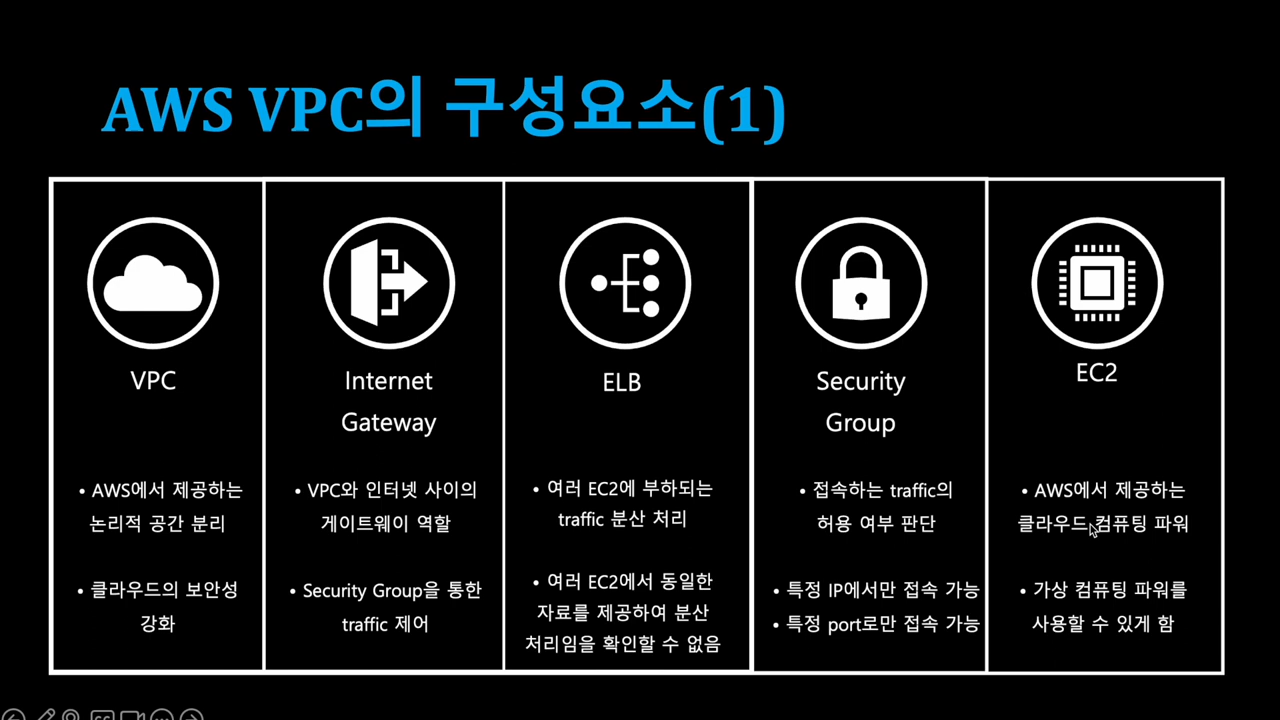 AWS VPC의 구성요소(1)
VPC
• AWS에서 제공하는
논리적 공간 분리
• 클라우드의 보안성
강화
Internet
Gateway
• VPC와 인터넷 사이의
게이트웨이 역할
• Security Group을 통한
traffic 제어
ELB
• 여러 EC2에 부하되는
traffic 분산 처리
• 여러 EC2에서 동일한
자료를 제공하여 분산
처리임을 확인할 수 없음
Security
Group
• 접속하는 traffic의
허용 여부 판단
• 특정 IP에서만 접속 가능
• 특정 port로만 접속 가능
EC2
• AWS에서 제공하는
클라우드 컴퓨팅 파워
• 가상 컴퓨팅 파워를
사용할 수 있게 함